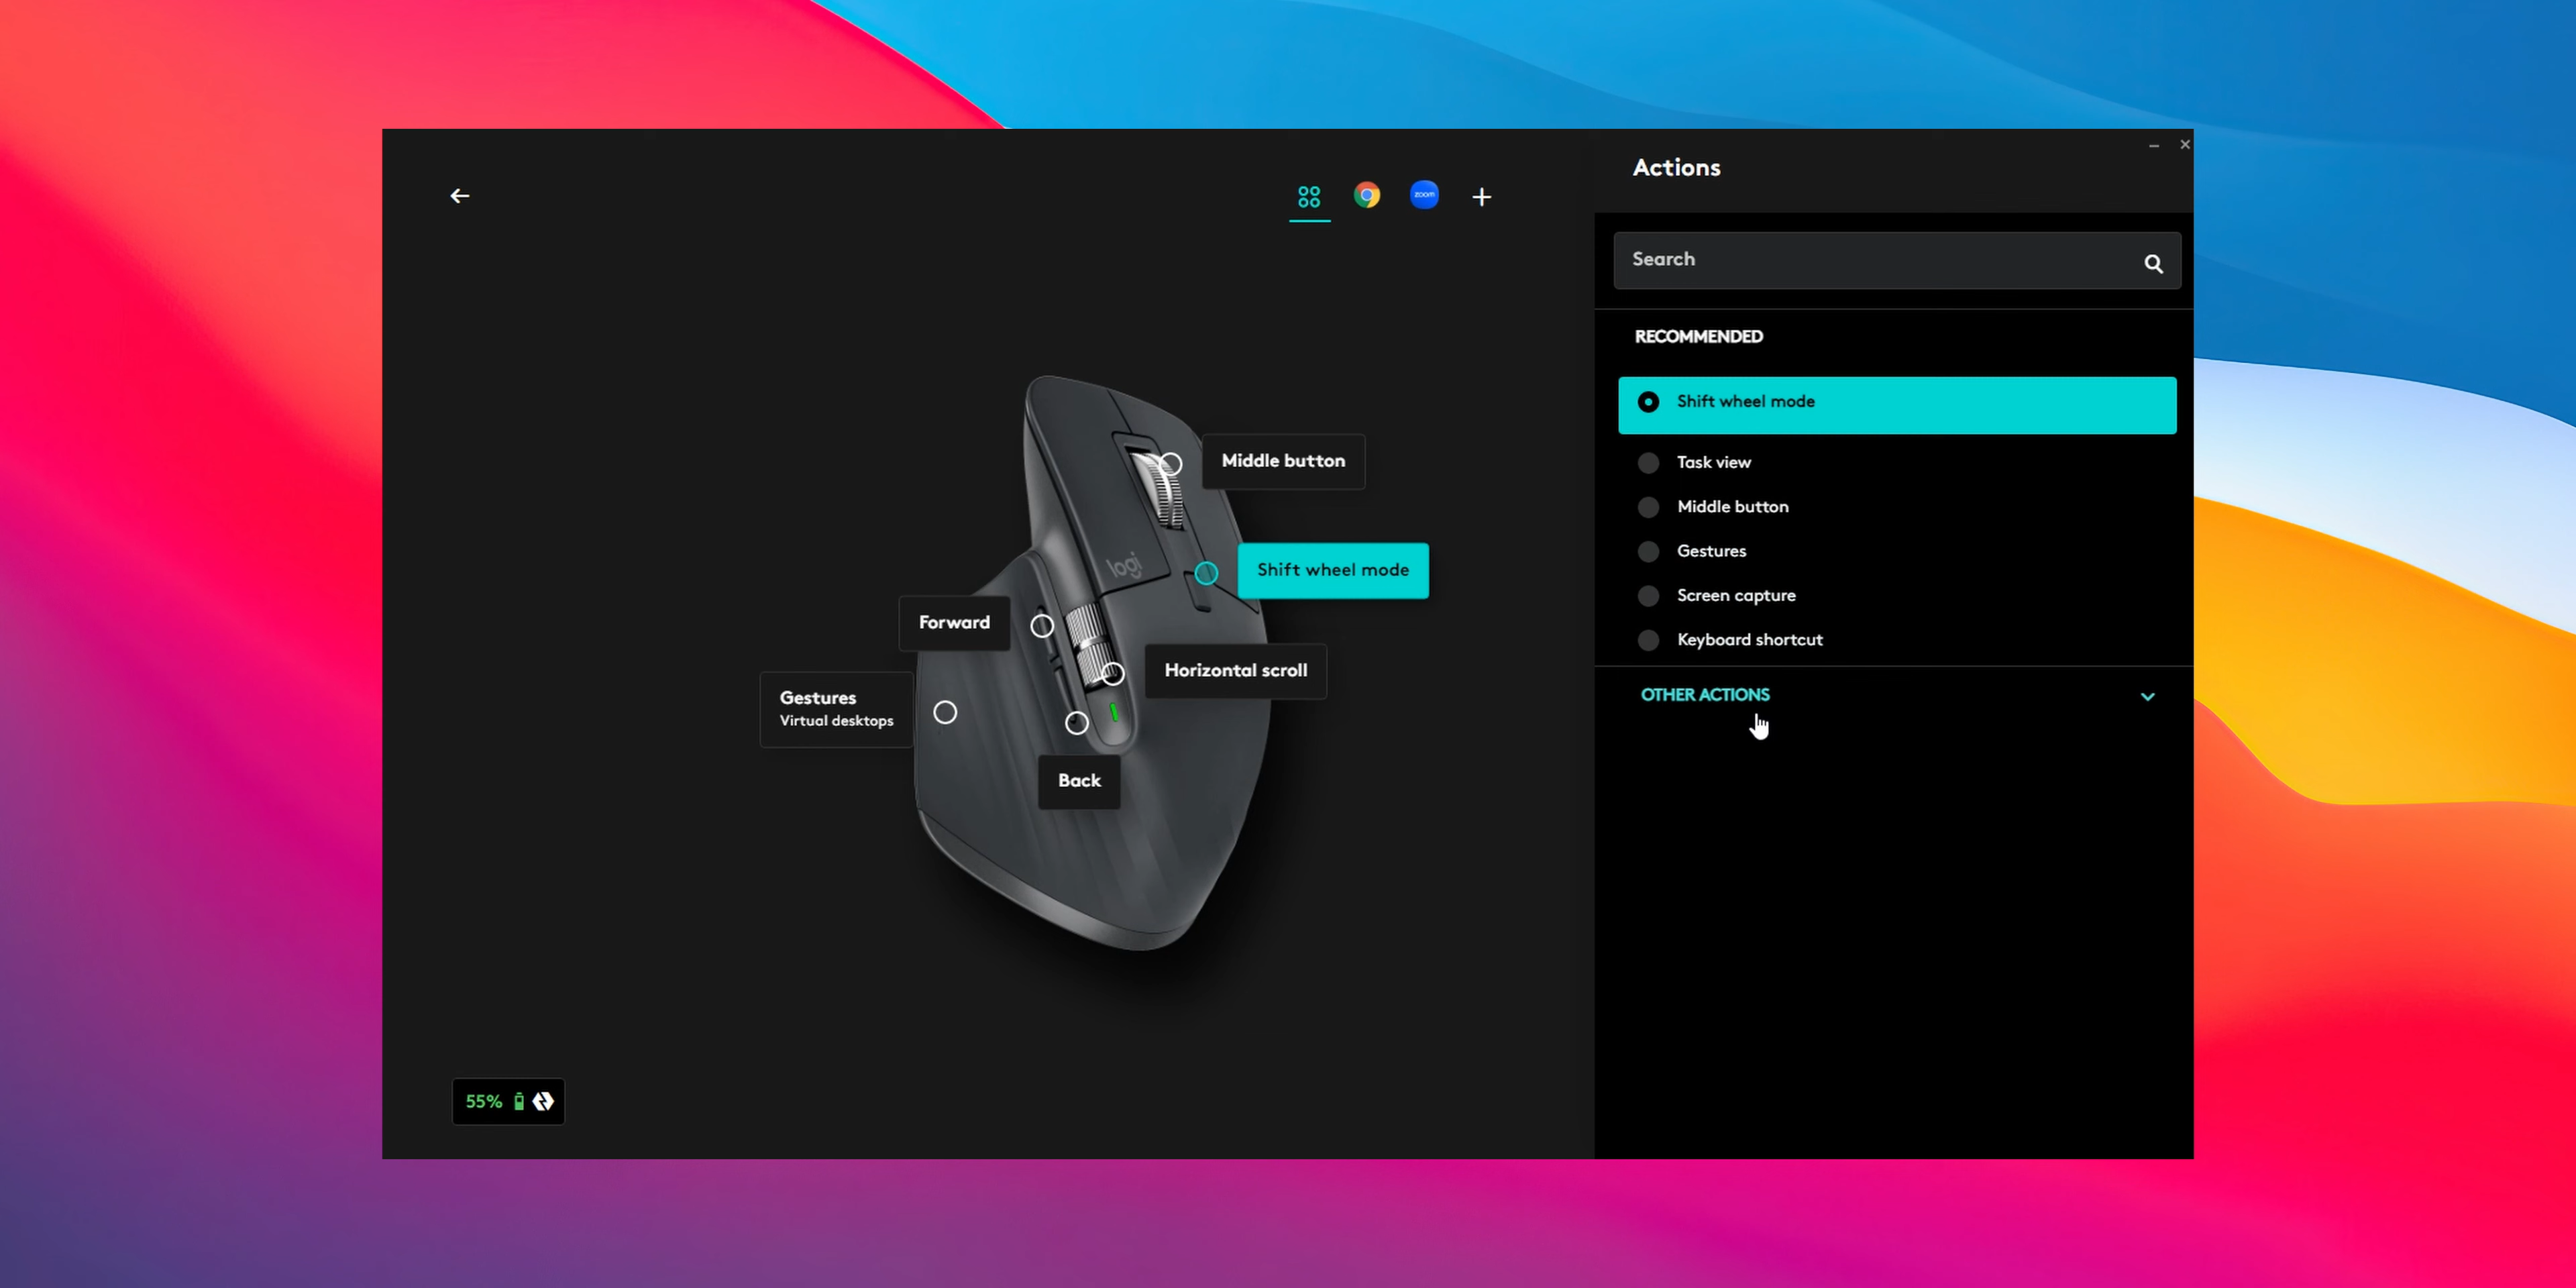 zoom
Actions
Search
RECOMMENDED
Shift wheel mode
Task view
Middle button
Gestures
Screen capture
Keyboard shortcut
OTHER ACTIONS
Middle button
logi
Shift wheel mode
Forward
Horizontal scroll
Gestures
Virtual desktops
Back
55%